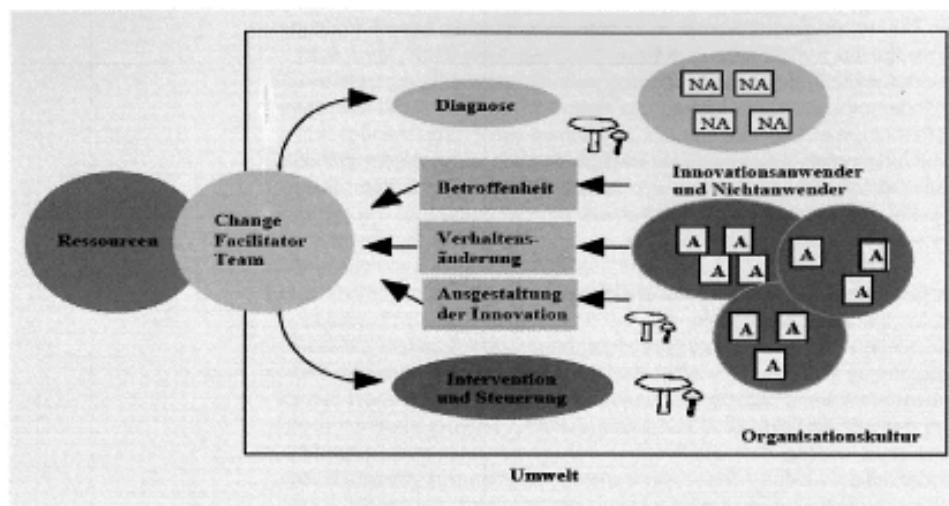 Diagnose
NA NA
NA NA
Innovationsanwender
und Nichtanwender
Betroffenheit
Ressourcen
Change
Facilitator
Team
Verhaltens-
änderung
Ausgestaltung
der Innovation
A A
A A
A A
A
A A
A
Intervention
und Steuerung
Organisationskultur
Umwelt